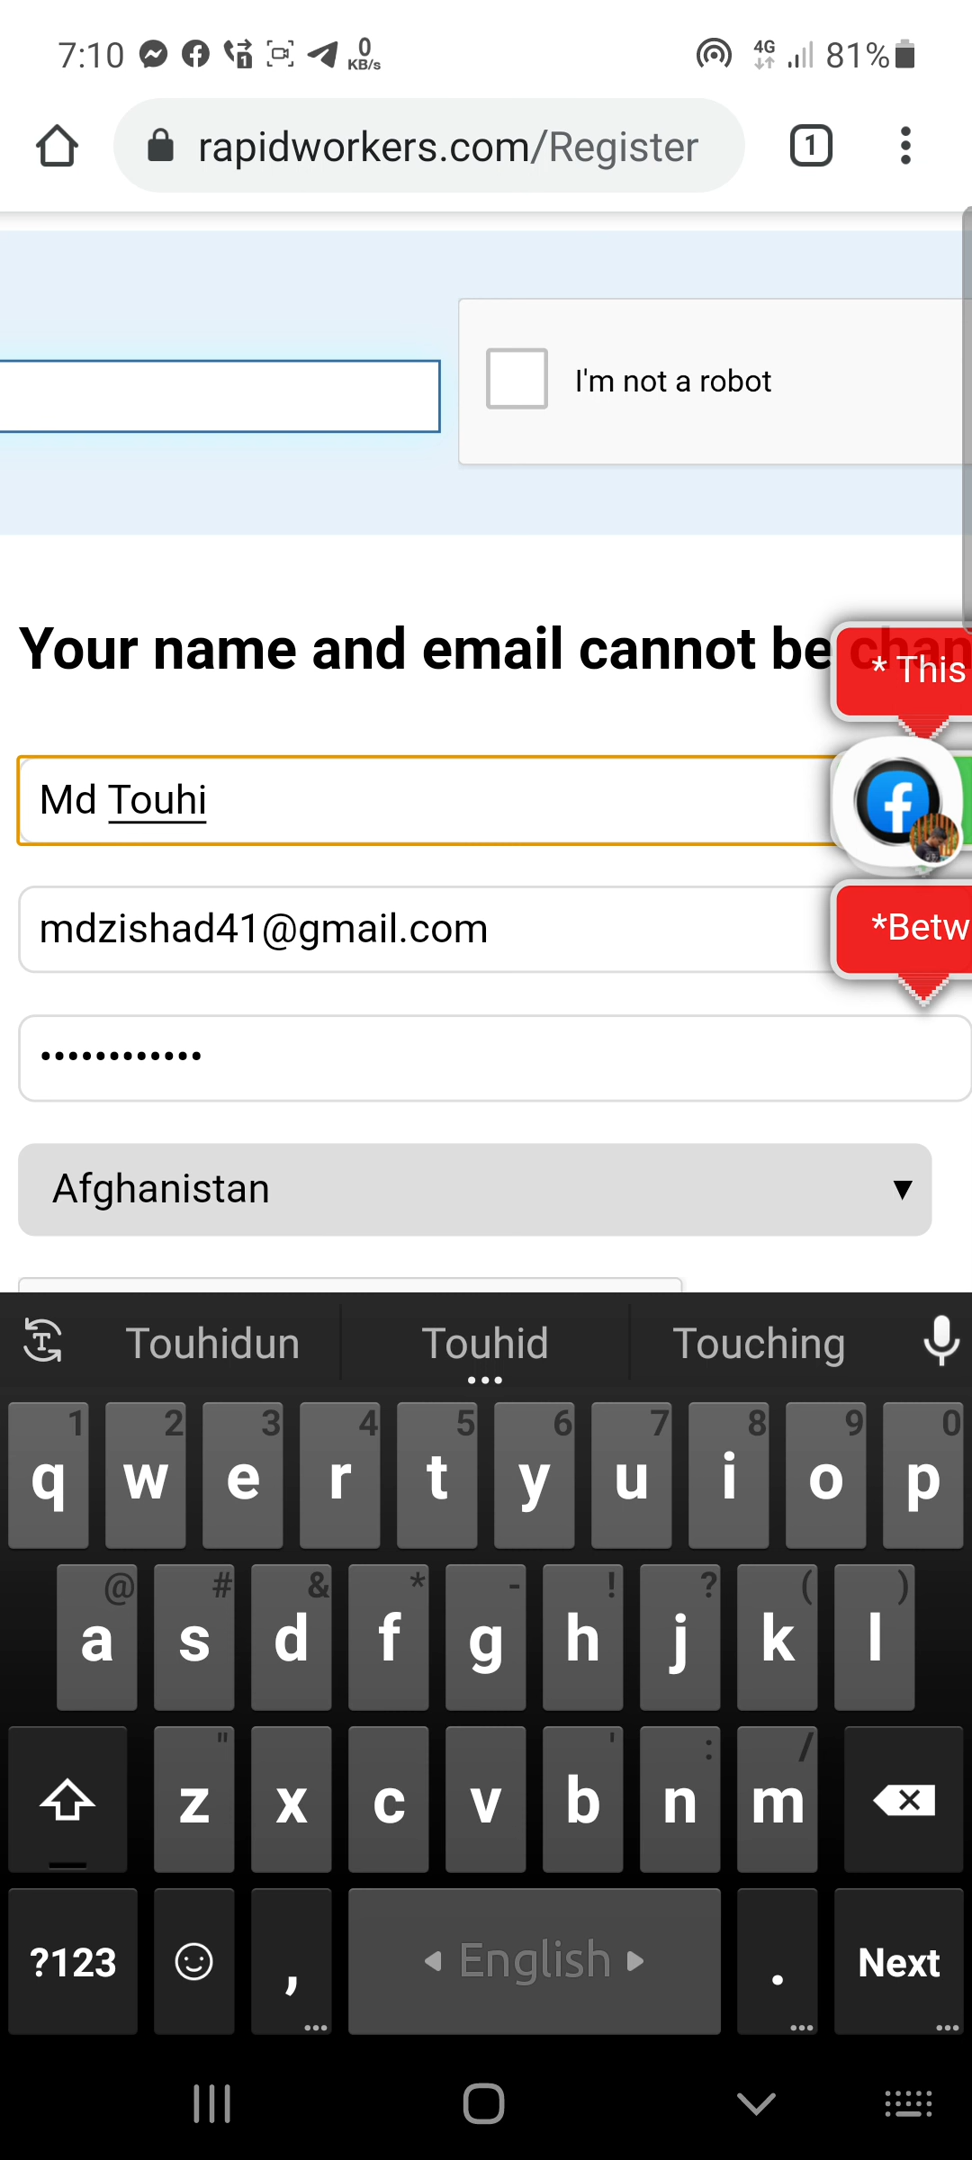 7:10 1 0 KB/s 4G 81%
rapidworkers.com/Register 1
I'm not a robot
Your name and email cannot be chan
* This
Md Touhi
mdzishad41@gmail.com
*Betw
••••••••••••
Afghanistan
Touhidun Touhid Touching
1 2 3 4 5 6 7 8 9 0
q w e r t y u i o p
@ # & * - ! ? ( )
a s d f g h j k l
" ' : /
z x c v b n m
?123 , English . Next